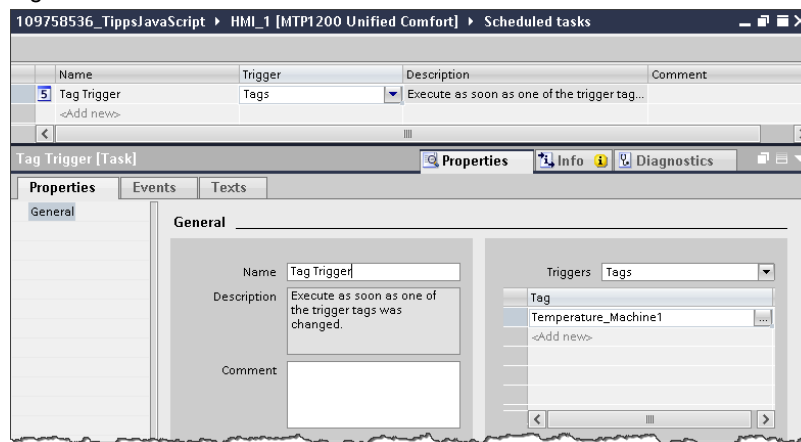 109758536_TippsJavaScript ▸ HMI_1 [MTP1200 Unified Comfort] ▸ Scheduled tasks
Name Trigger Description Comment
5 Tag Trigger Tags Execute as soon as one of the trigger tag...
<Add new>
Tag Trigger [Task] Properties Info Diagnostics
Properties Events Texts
General
General
Name Tag Trigger
Description Execute as soon as one of
the trigger tags was
changed.
Comment
Triggers Tags
Tag
Temperature_Machine1 ...
<Add new>